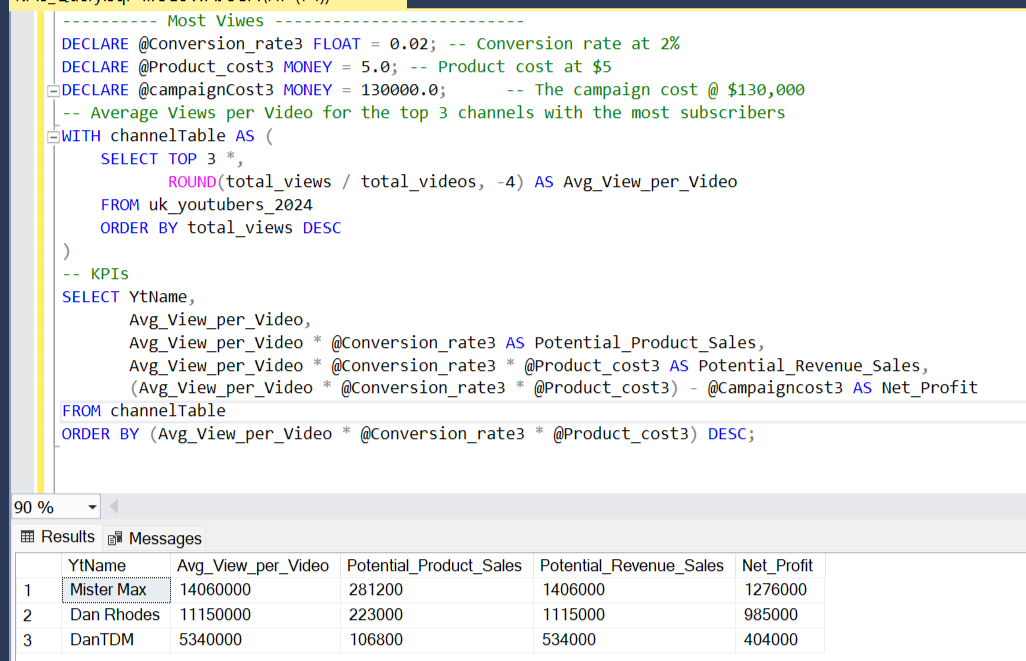 ---------- Most Viwes --------------------------
DECLARE @Conversion_rate3 FLOAT = 0.02; -- Conversion rate at 2%
DECLARE @Product_cost3 MONEY = 5.0; -- Product cost at $5
DECLARE @campaignCost3 MONEY = 130000.0;      -- The campaign cost @ $130,000
-- Average Views per Video for the top 3 channels with the most subscribers
WITH channelTable AS (
    SELECT TOP 3 *,
           ROUND(total_views / total_videos, -4) AS Avg_View_per_Video
    FROM uk_youtubers_2024
    ORDER BY total_views DESC
)
-- KPIs
SELECT YtName,
       Avg_View_per_Video,
       Avg_View_per_Video * @Conversion_rate3 AS Potential_Product_Sales,
       Avg_View_per_Video * @Conversion_rate3 * @Product_cost3 AS Potential_Revenue_Sales,
       (Avg_View_per_Video * @Conversion_rate3 * @Product_cost3) - @Campaigncost3 AS Net_Profit
FROM channelTable
ORDER BY (Avg_View_per_Video * @Conversion_rate3 * @Product_cost3) DESC;
90 %
Results Messages
YtName Avg_View_per_Video Potential_Product_Sales Potential_Revenue_Sales Net_Profit
1 Mister Max 14060000 281200 1406000 1276000
2 Dan Rhodes 11150000 223000 1115000 985000
3 DanTDM 5340000 106800 534000 404000